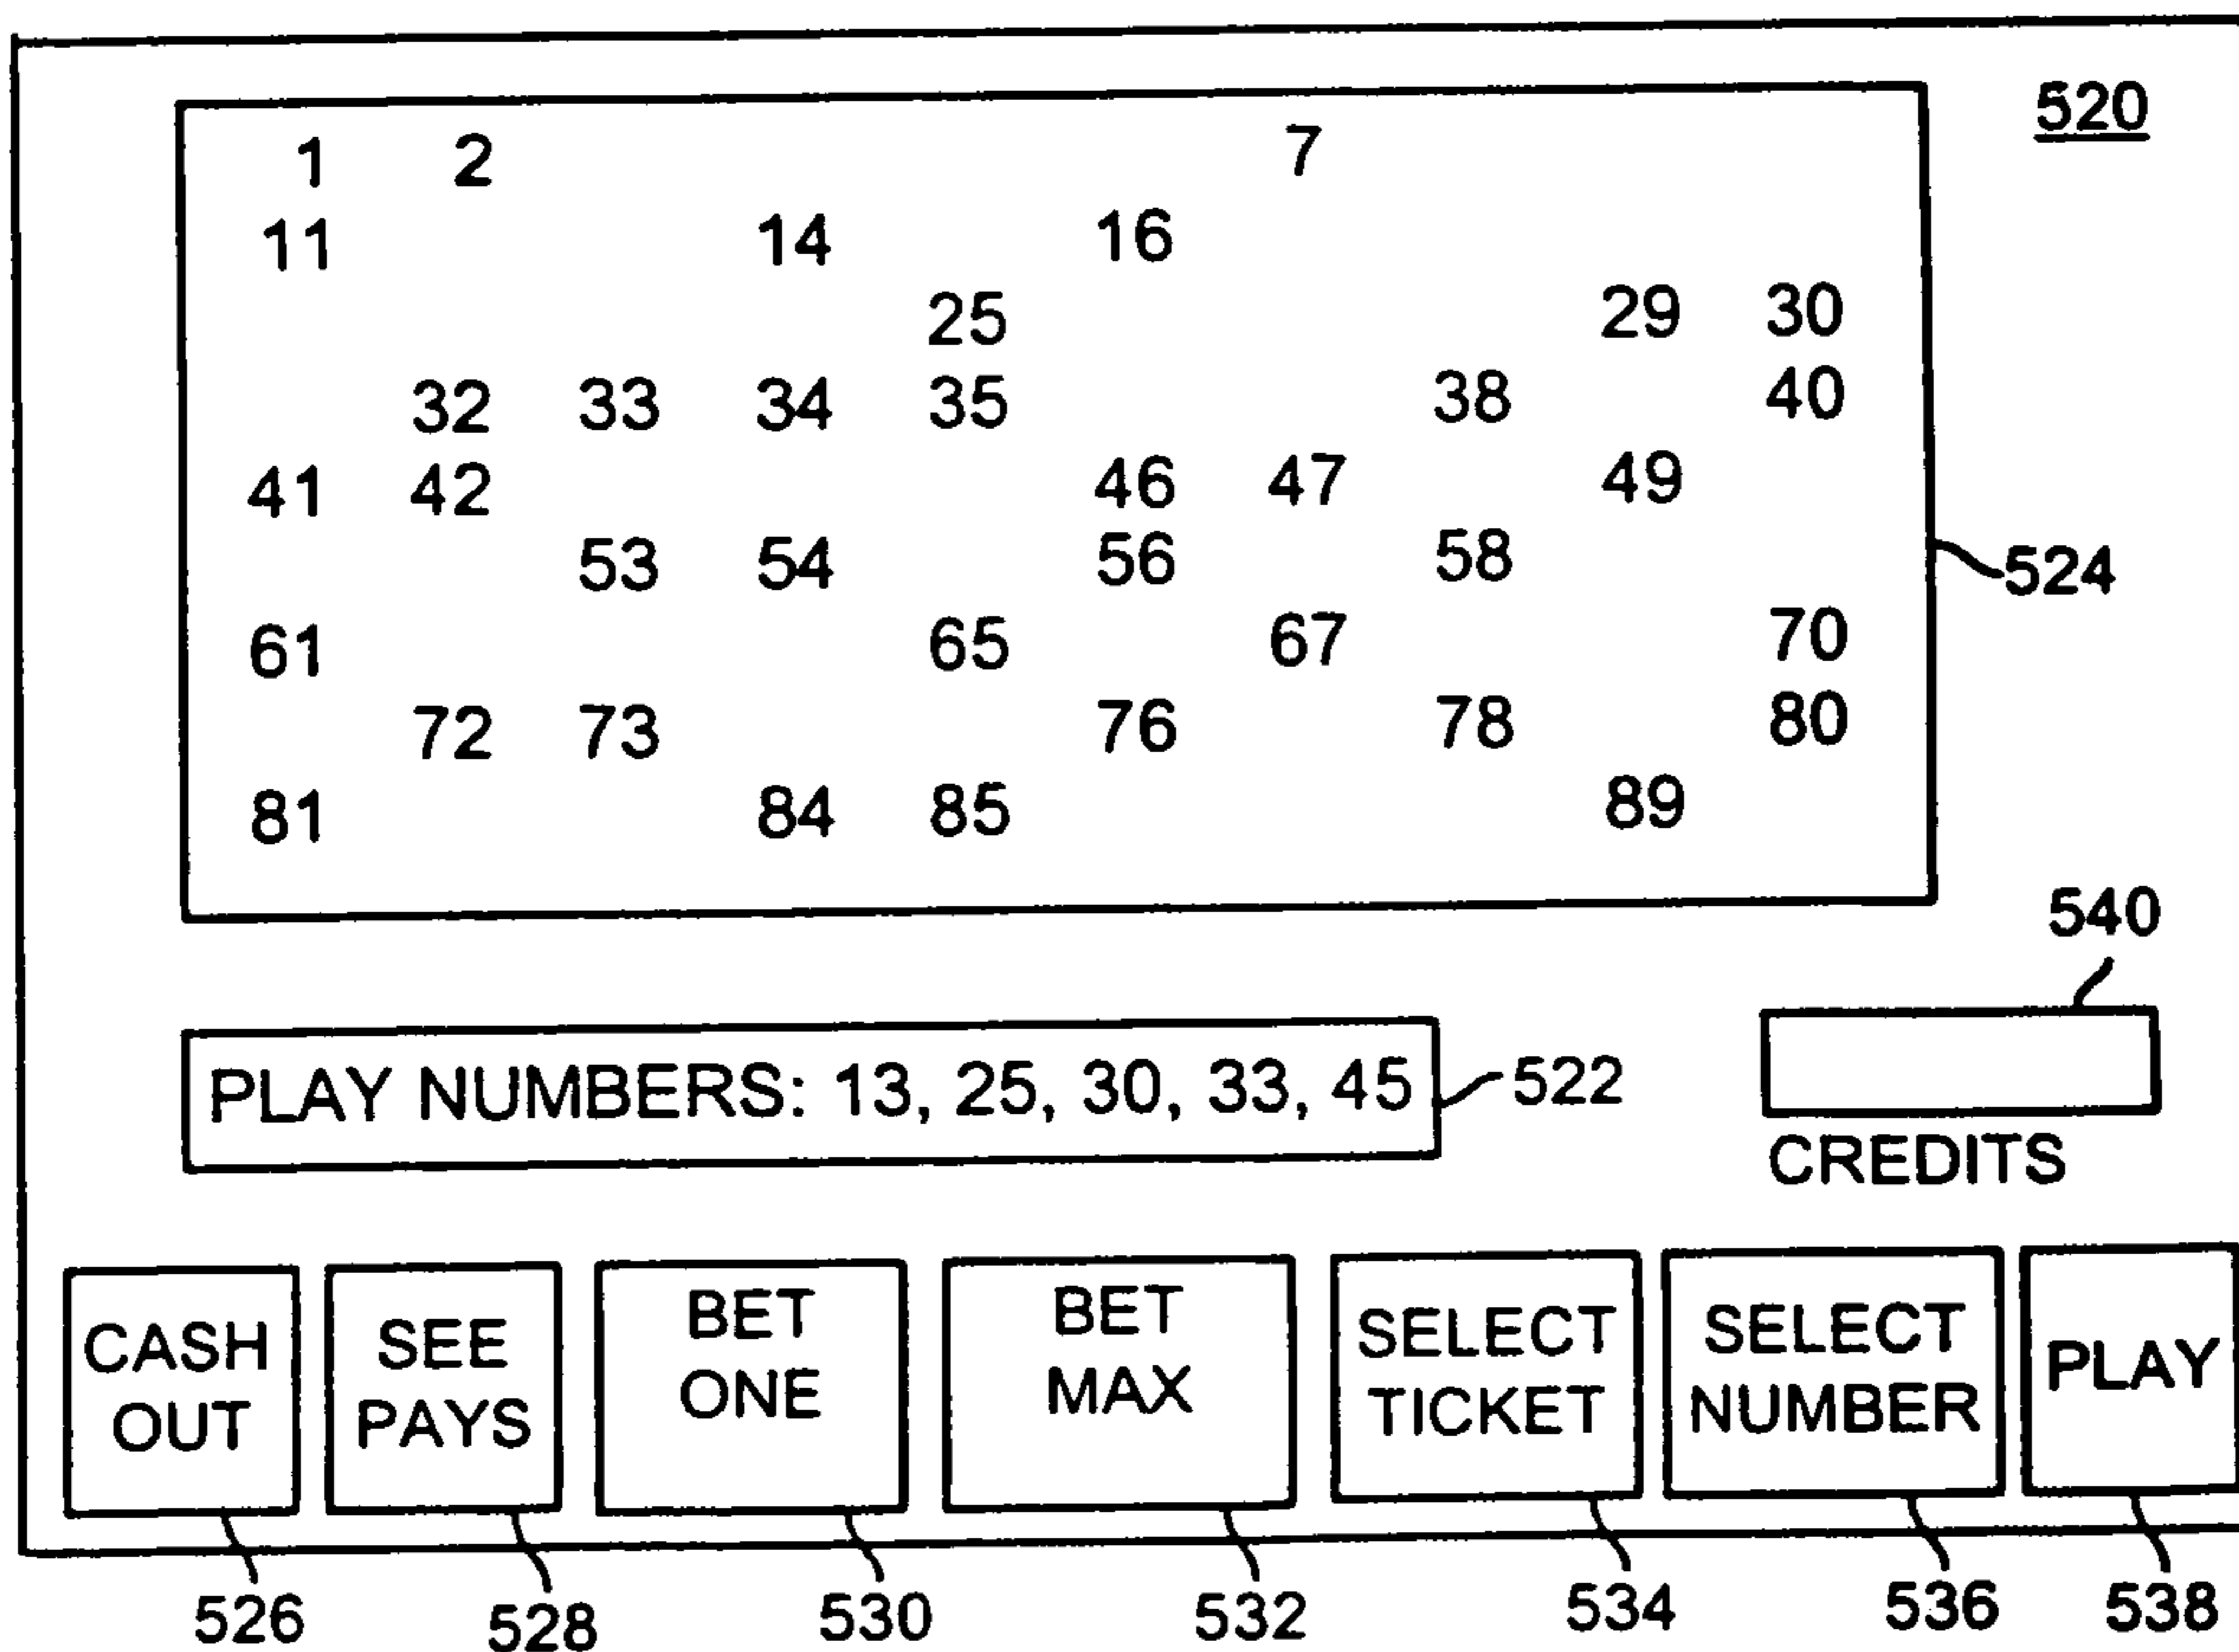 520
1 2 7
11 14 16
25 29 30
32 33 34 35 38 40
41 42 46 47 49
53 54 56 58
524
61 65 67 70
72 73 76 78 80
81 84 85 89
540
PLAY NUMBERS: 13, 25, 30, 33, 45
522
CREDITS
CASH
OUT
SEE
PAYS
BET
ONE
BET
MAX
SELECT
TICKET
SELECT
NUMBER
PLAY
526 528 530 532 534 536 538